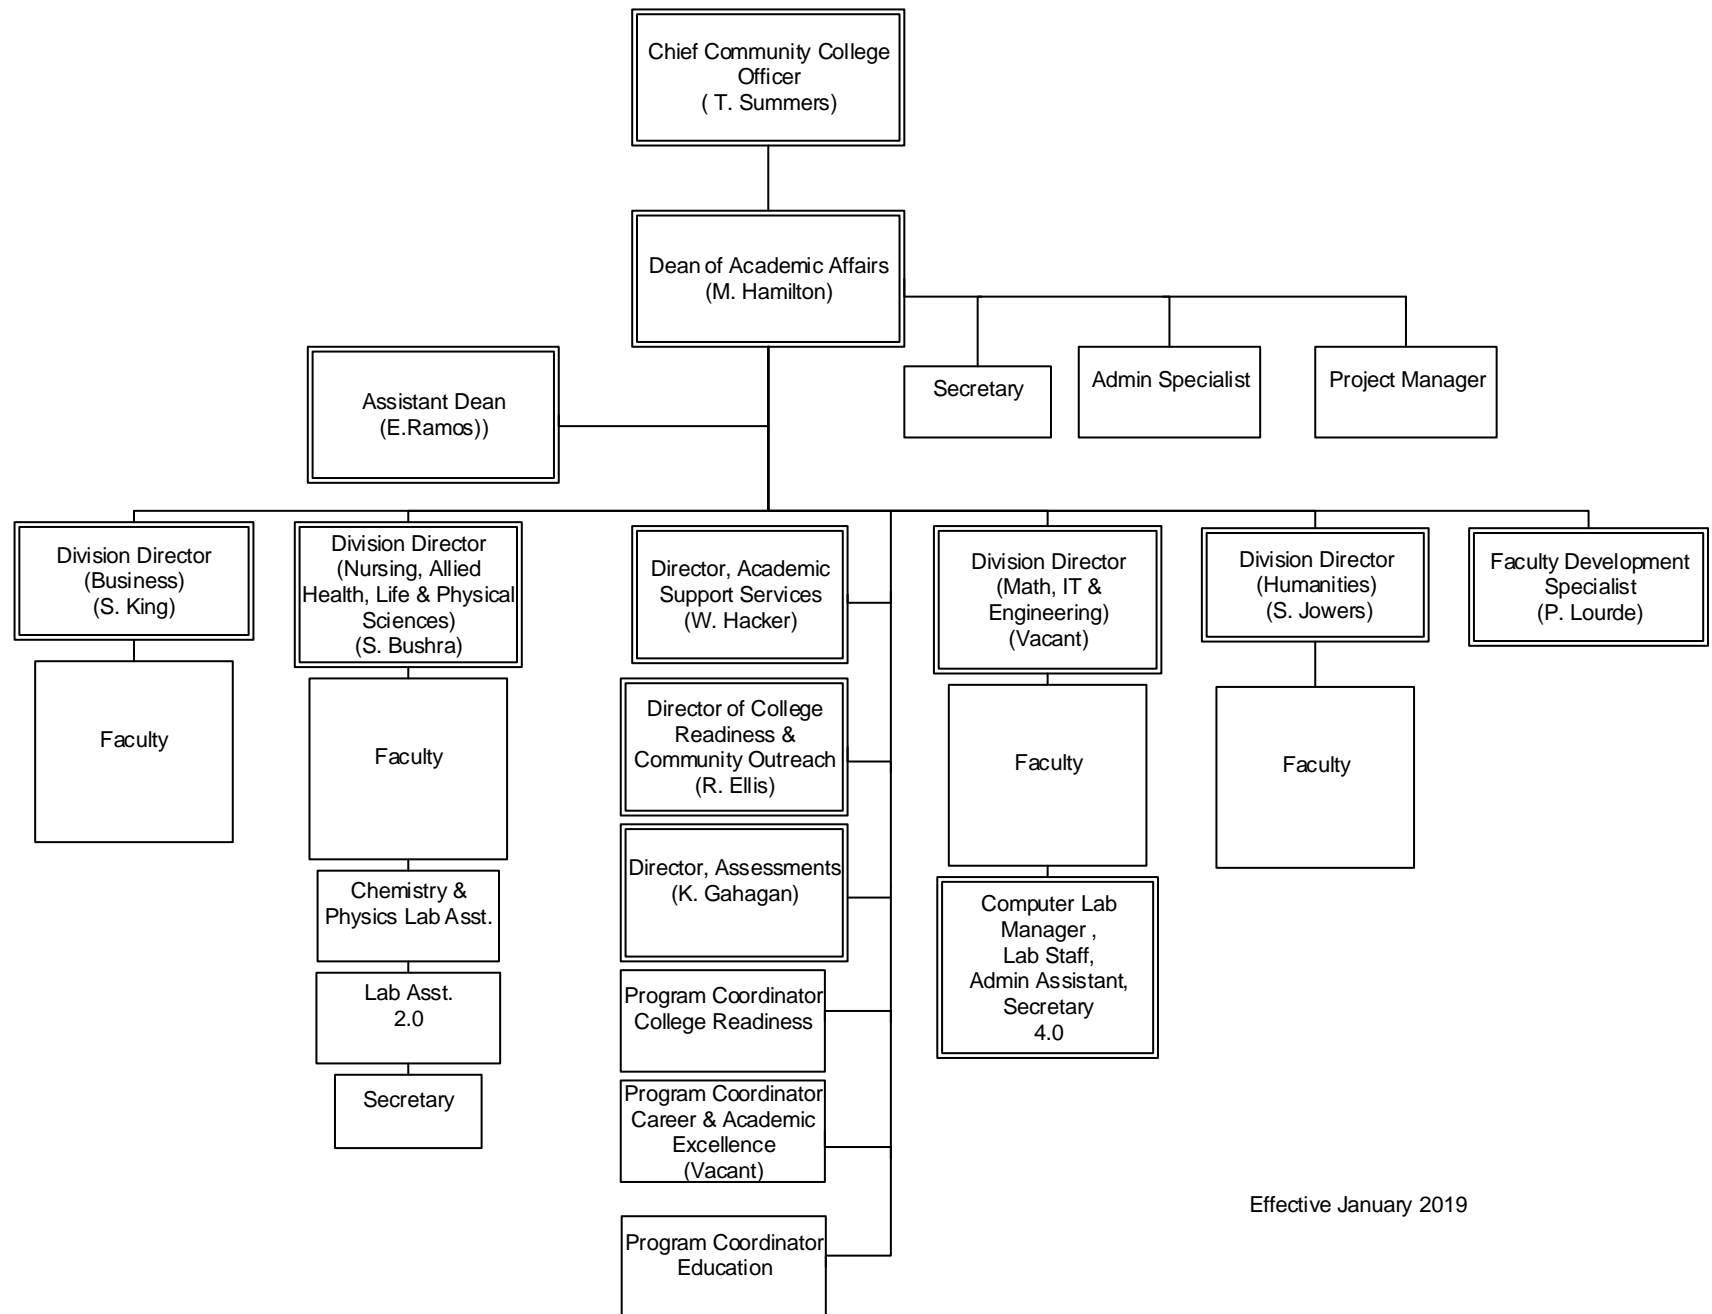 Chief Community College
Officer
( T. Summers)
Dean of Academic Affairs
(M. Hamilton)
Assistant Dean
(E.Ramos))
Secretary
Admin Specialist
Project Manager
Division Director
(Business)
(S. King)
Faculty
Division Director
(Nursing, Allied
Health, Life & Physical
Sciences)
(S. Bushra)
Faculty
Chemistry &
Physics Lab Asst.
Lab Asst.
2.0
Secretary
Director, Academic
Support Services
(W. Hacker)
Director of College
Readiness &
Community Outreach
(R. Ellis)
Director, Assessments
(K. Gahagan)
Program Coordinator
College Readiness
Program Coordinator
Career & Academic
Excellence
(Vacant)
Program Coordinator
Education
Division Director
(Math, IT &
Engineering)
(Vacant)
Faculty
Computer Lab
Manager ,
Lab Staff,
Admin Assistant,
Secretary
4.0
Division Director
(Humanities)
(S. Jowers)
Faculty
Faculty Development
Specialist
(P. Lourde)
Effective January 2019